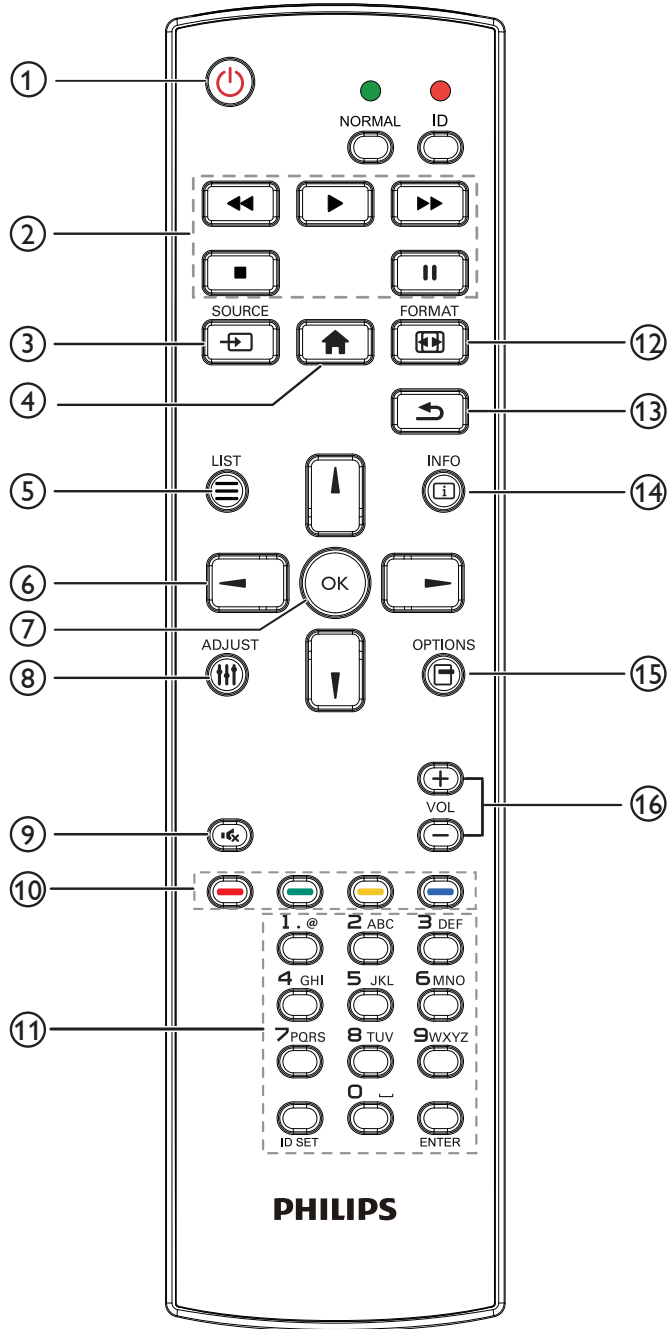 1
NORMAL ID
2
SOURCE FORMAT
3 12
4 13
LIST INFO
5 14
6
OK
7
ADJUST OPTIONS
8 15
VOL 16
9
10
1 . @ 2 ABC 3 DEF
4 GHI 5 JKL 6 MNO
11
7 PQRS 8 TUV 9 WXYZ
0 ⎵
ID SET ENTER
PHILIPS